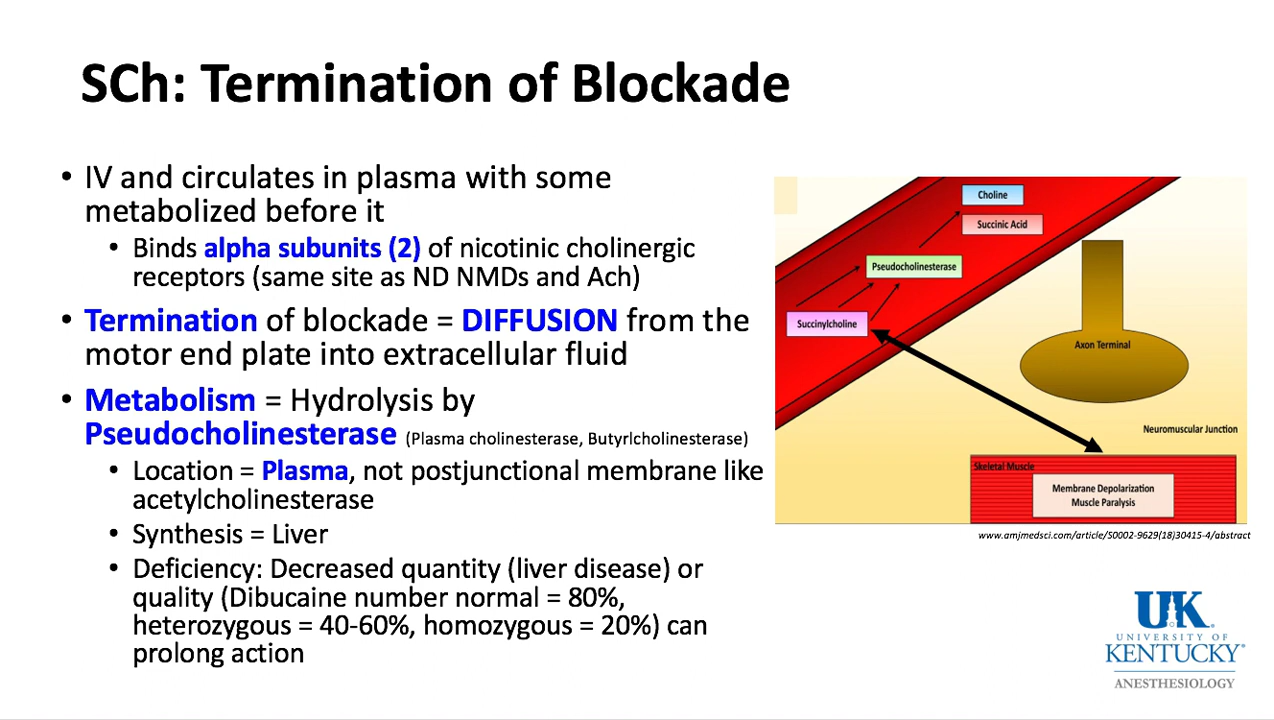 SCh: Termination of Blockade
• IV and circulates in plasma with some
metabolized before it
• Binds alpha subunits (2) of nicotinic cholinergic
receptors (same site as ND NMDs and Ach)
• Termination of blockade = DIFFUSION from the
motor end plate into extracellular fluid
• Metabolism = Hydrolysis by
Pseudocholinesterase (Plasma cholinesterase, Butyrlcholinesterase)
• Location = Plasma, not postjunctional membrane like
acetylcholinesterase
• Synthesis = Liver
• Deficiency: Decreased quantity (liver disease) or
quality (Dibucaine number normal = 80%,
heterozygous = 40-60%, homozygous = 20%) can
prolong action
Choline
Succinic Acid
Pseudocholinesterase
Succinylcholine
Axon Terminal
Neuromuscular Junction
Skeletal Muscle
Membrane Depolarization
Muscle Paralysis
www.amjmedsci.com/article/S0002-9629(18)30415-4/abstract
UK
UNIVERSITY OF
KENTUCKY®
ANESTHESIOLOGY